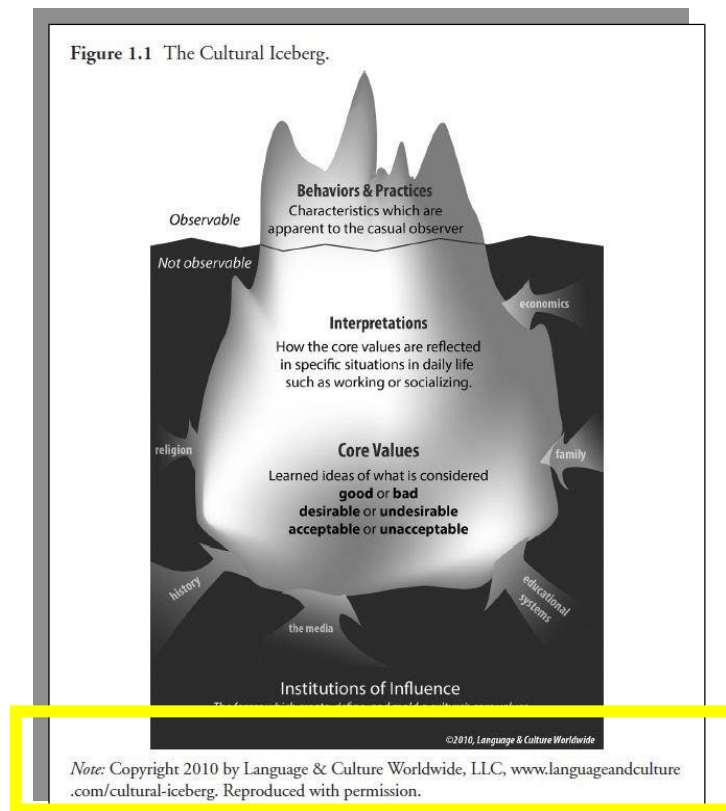 Figure 1.1 The Cultural Iceberg.
Behaviors & Practices
Characteristics which are
apparent to the casual observer
Observable
Not observable
economics
Interpretations
How the core values are reflected
in specific situations in daily life
such as working or socializing.
religion
family
Core Values
Learned ideas of what is considered
good or bad
desirable or undesirable
acceptable or unacceptable
history
educational
systems
the media
Institutions of Influence
©2010, Language & Culture Worldwide
Note: Copyright 2010 by Language & Culture Worldwide, LLC, www.languageandculture
.com/cultural-iceberg. Reproduced with permission.